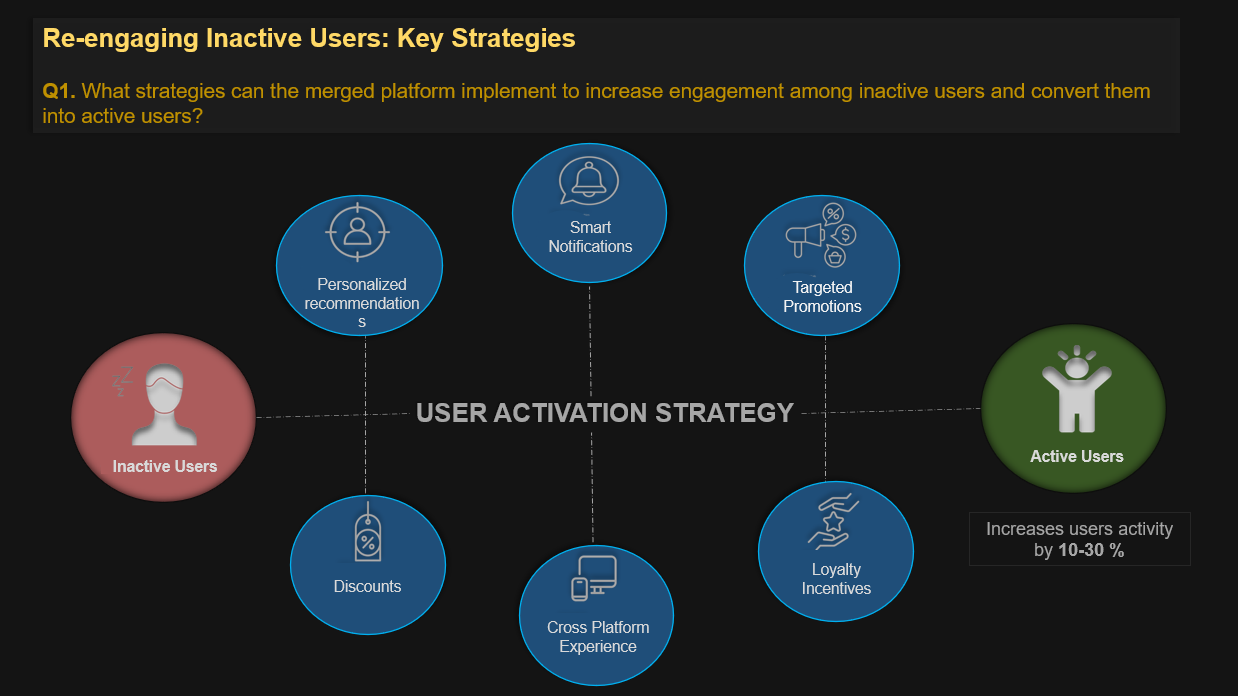 Re-engaging Inactive Users: Key Strategies
Q1. What strategies can the merged platform implement to increase engagement among inactive users and convert them
into active users?
Smart
Notifications
Personalized
recommendation
s
%
$
Targeted
Promotions
zZ
z
Inactive Users
USER ACTIVATION STRATEGY
Active Users
%
Discounts
Cross Platform
Experience
Loyalty
Incentives
Increases users activity
by 10-30 %